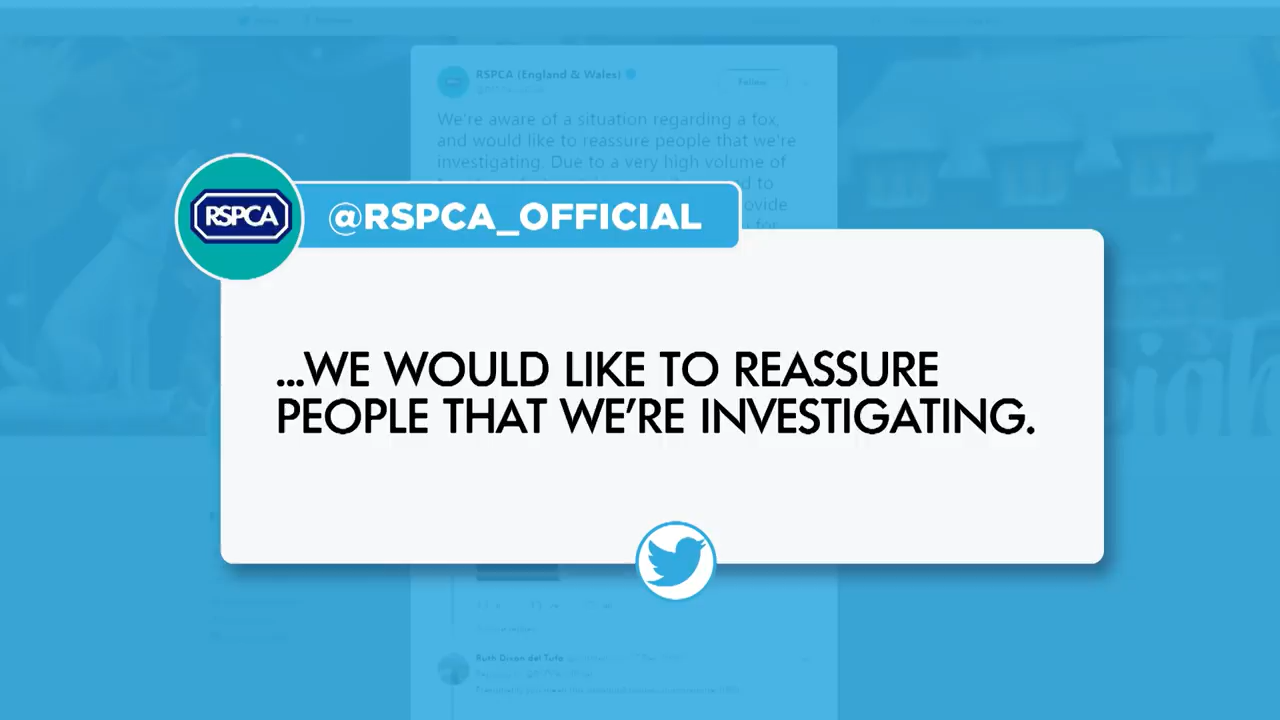 RSPCA (England & Wales)
Follow
We're aware of a situation regarding a fox,
and would like to reassure people that we're
investigating. Due to a very high volume of
RSPCA
@RSPCA_OFFICIAL
...WE WOULD LIKE TO REASSURE
PEOPLE THAT WE'RE INVESTIGATING.